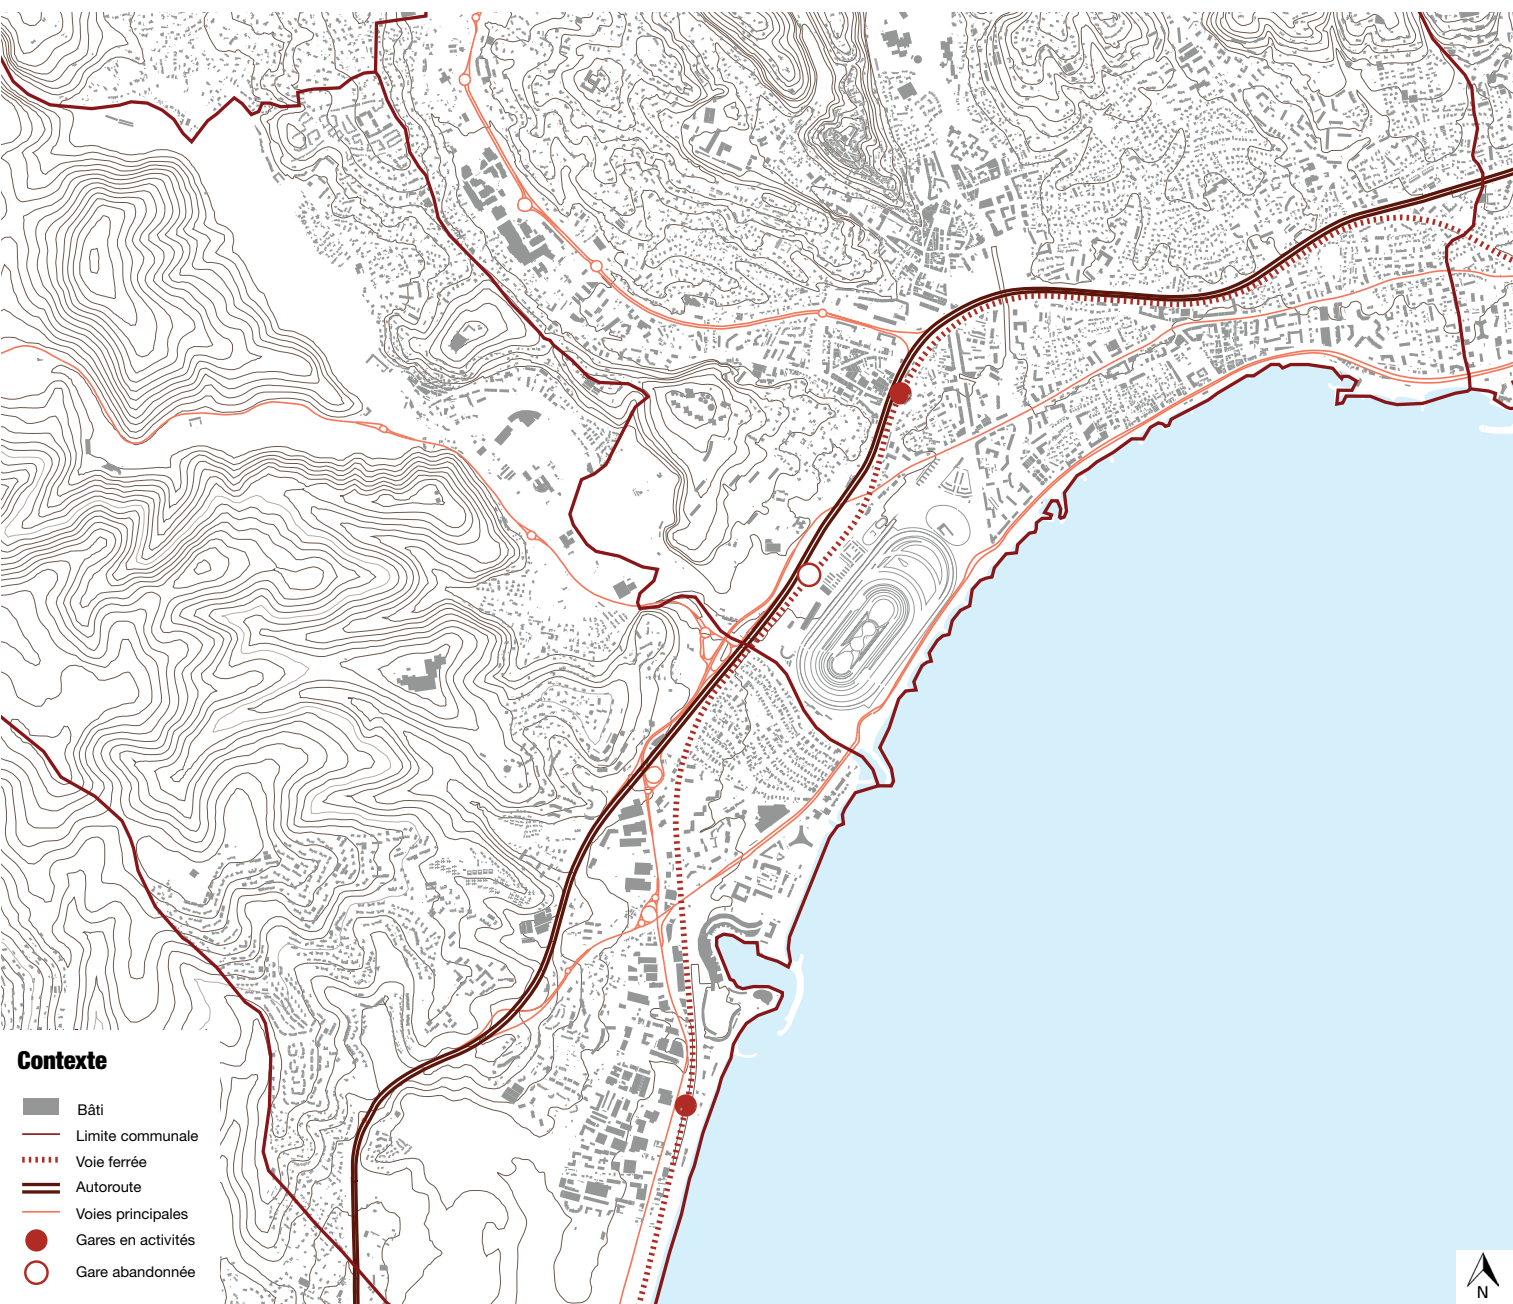 Contexte
Bâti
Limite communale
Voie ferrée
Autoroute
Voies principales
Gares en activités
Gare abandonnée
N